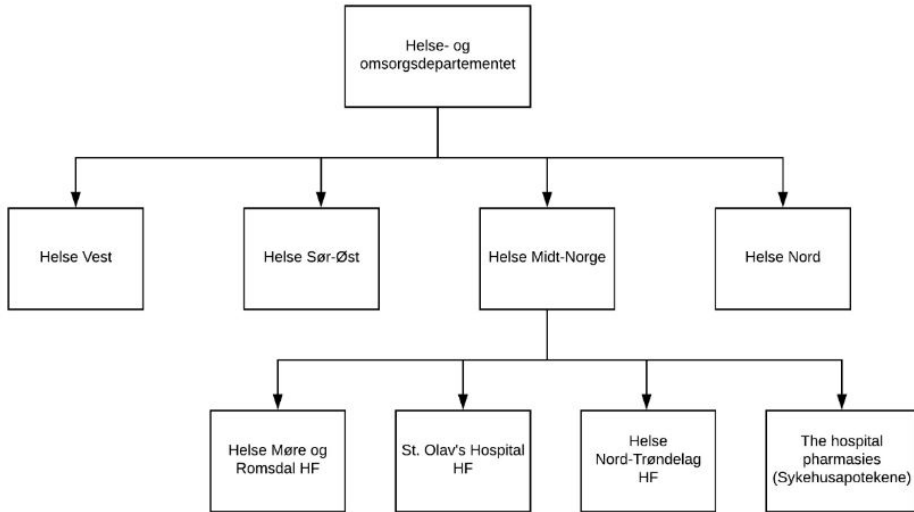 Helse- og
omsorgsdepartementet
Helse Vest
Helse Sør-Øst
Helse Midt-Norge
Helse Nord
Helse Møre og
Romsdal HF
St. Olav's Hospital
HF
Helse
Nord-Trøndelag
HF
The hospital
pharmasies
(Sykehusapotekene)